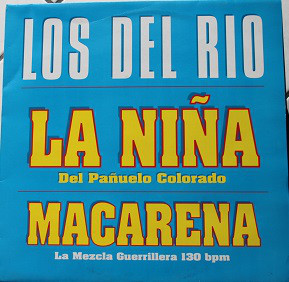 LOS DEL RIO
LA NIÑA
Del Pañuelo Colorado
MACARENA
La Mezcla Guerrillera 130 bpm